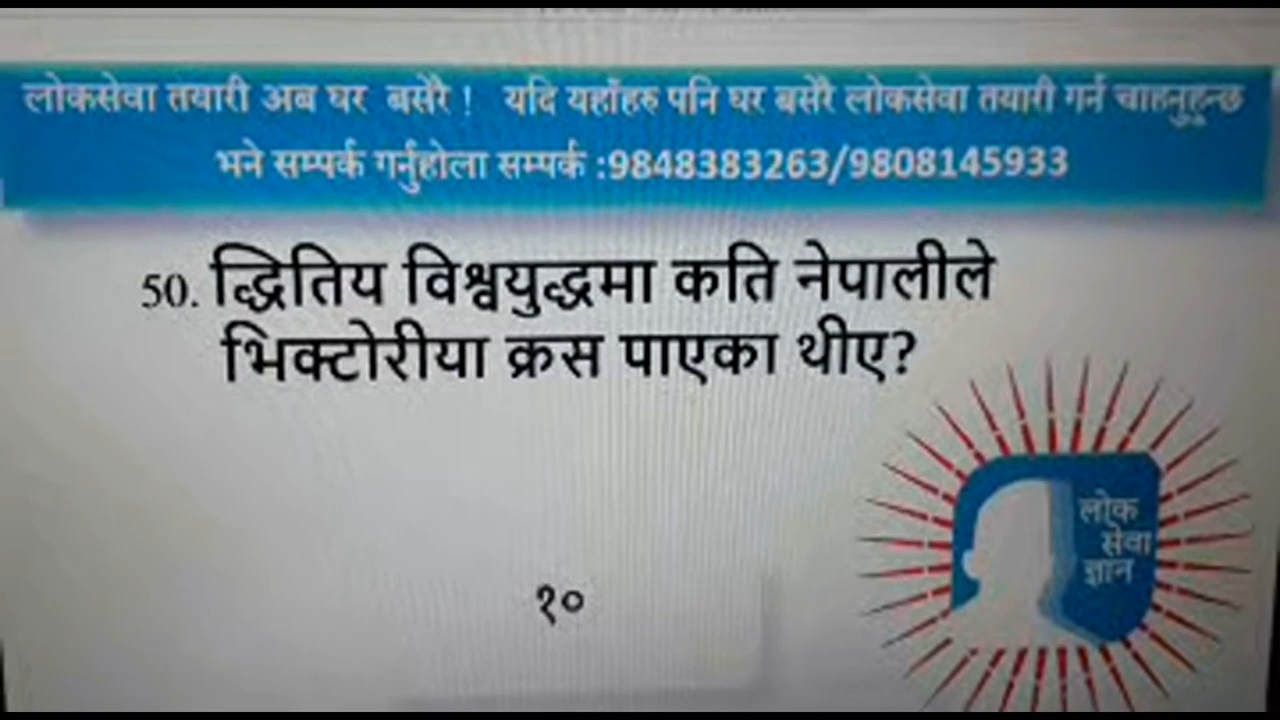 लोकसेवा तयारी अब घर बसेरै ! यदि यहाँहरु पनि घर बसेरै लोकसेवा तयारी गर्न चाहनुहुन्छ
भने सम्पर्क गर्नुहोला सम्पर्क :9848383263/9808145933
50. द्धितिय विश्वयुद्धमा कति नेपालीले
भिक्टोरीया क्रस पाएका थीए?
लोक
सेवा
ज्ञान
१०